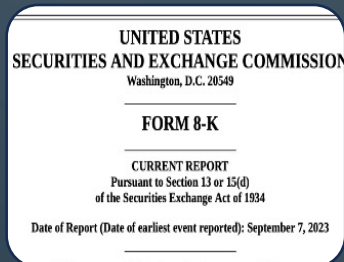 UNITED STATES
SECURITIES AND EXCHANGE COMMISSION
Washington, D.C. 20549
FORM 8-K
CURRENT REPORT
Pursuant to Section 13 or 15(d)
of the Securities Exchange Act of 1934
Date of Report (Date of earliest event reported): September 7, 2023